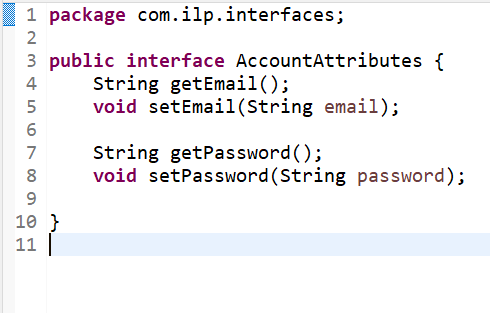 1 package com.ilp.interfaces;
2
3 public interface AccountAttributes {
4     String getEmail();
5     void setEmail(String email);
6
7     String getPassword();
8     void setPassword(String password);
9
10 }
11